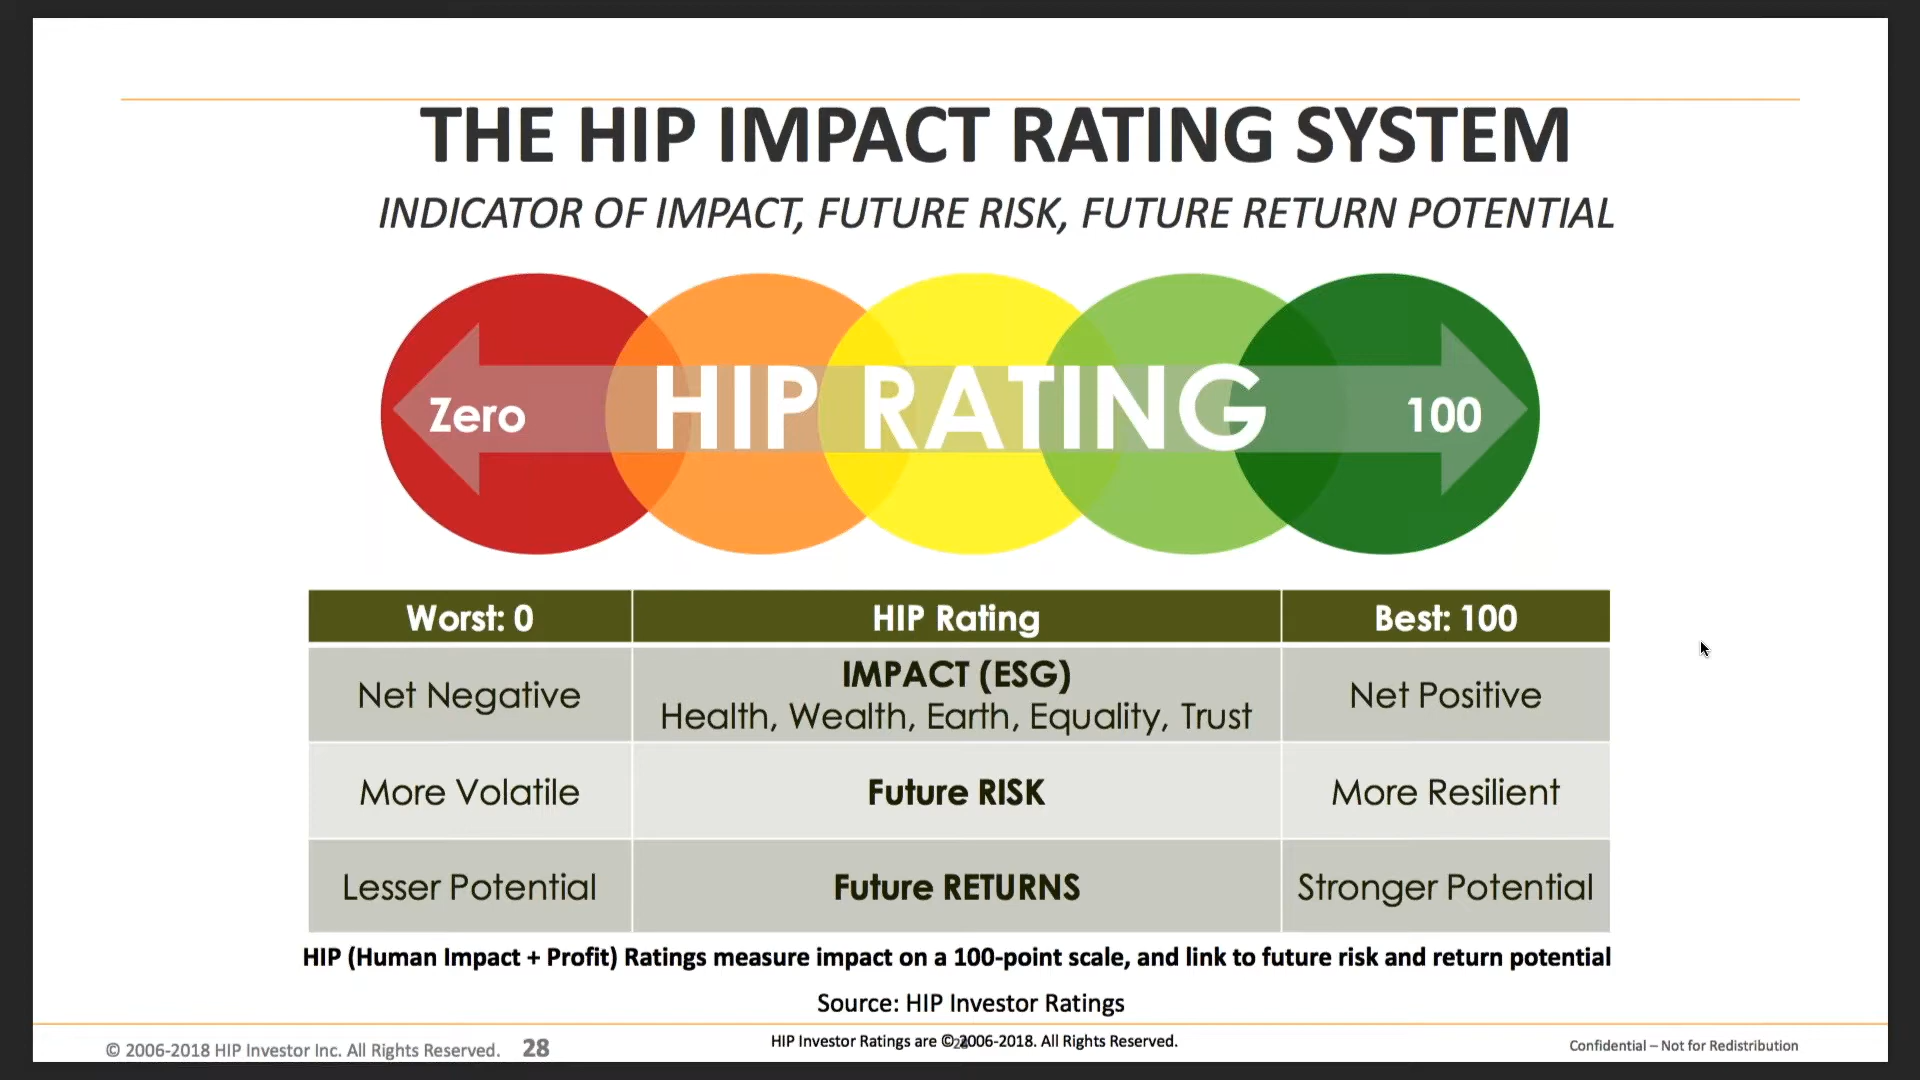 THE HIP IMPACT RATING SYSTEM
INDICATOR OF IMPACT, FUTURE RISK, FUTURE RETURN POTENTIAL
Zero HIP RATING 100
Worst: 0 HIP Rating Best: 100
IMPACT (ESG)
Net Negative Health, Wealth, Earth, Equality, Trust Net Positive
More Volatile Future RISK More Resilient
Lesser Potential Future RETURNS Stronger Potential
HIP (Human Impact + Profit) Ratings measure impact on a 100-point scale, and link to future risk and return potential
Source: HIP Investor Ratings
© 2006-2018 HIP Investor Inc. All Rights Reserved. 28
HIP Investor Ratings are © 2006-2018. All Rights Reserved.
Confidential – Not for Redistribution